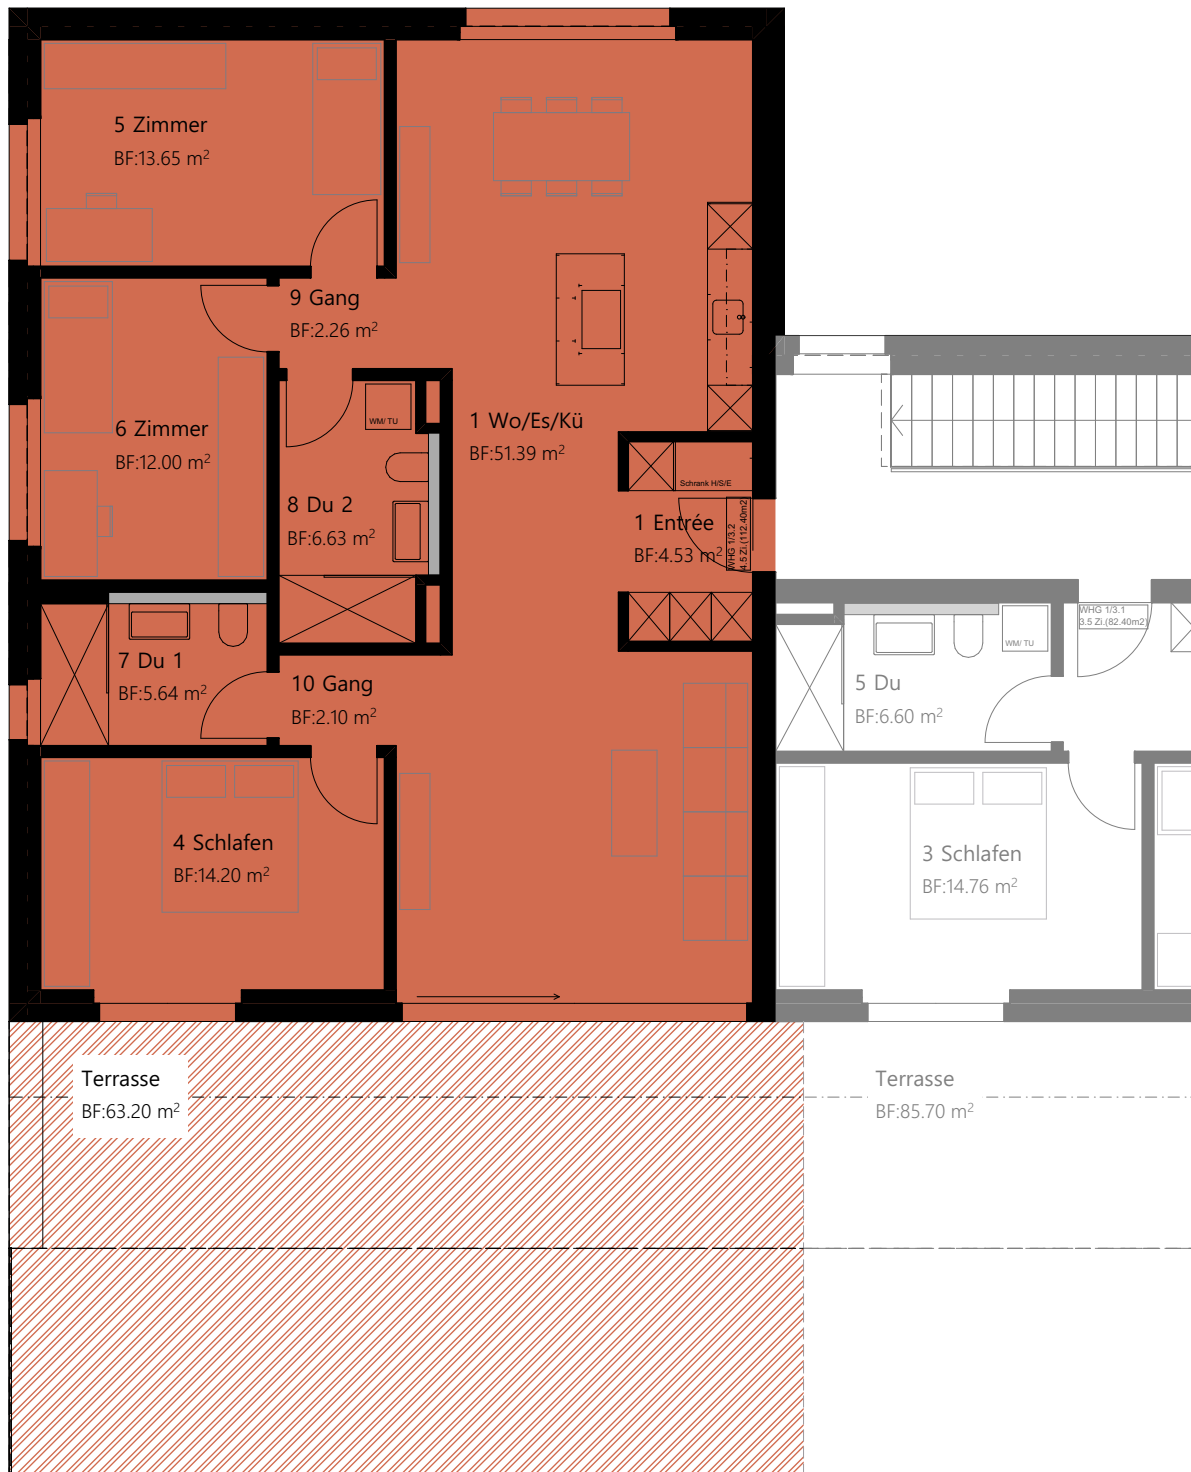 5 Zimmer
BF:13.65 m²
9 Gang
BF:2.26 m²
6 Zimmer
BF:12.00 m²
WM/ TU
1 Wo/Es/Kü
BF:51.39 m²
8 Du 2
BF:6.63 m²
Schrank H/S/E
1 Entrée
BF:4.53 m²
WHG 1/3.2
4.5 Zi.(112.40m2)
7 Du 1
BF:5.64 m²
10 Gang
BF:2.10 m²
4 Schlafen
BF:14.20 m²
WHG 1/3.1
3.5 Zi.(82.40m2)
WM/ TU
5 Du
BF:6.60 m²
3 Schlafen
BF:14.76 m²
Terrasse
BF:63.20 m²
Terrasse
BF:85.70 m²